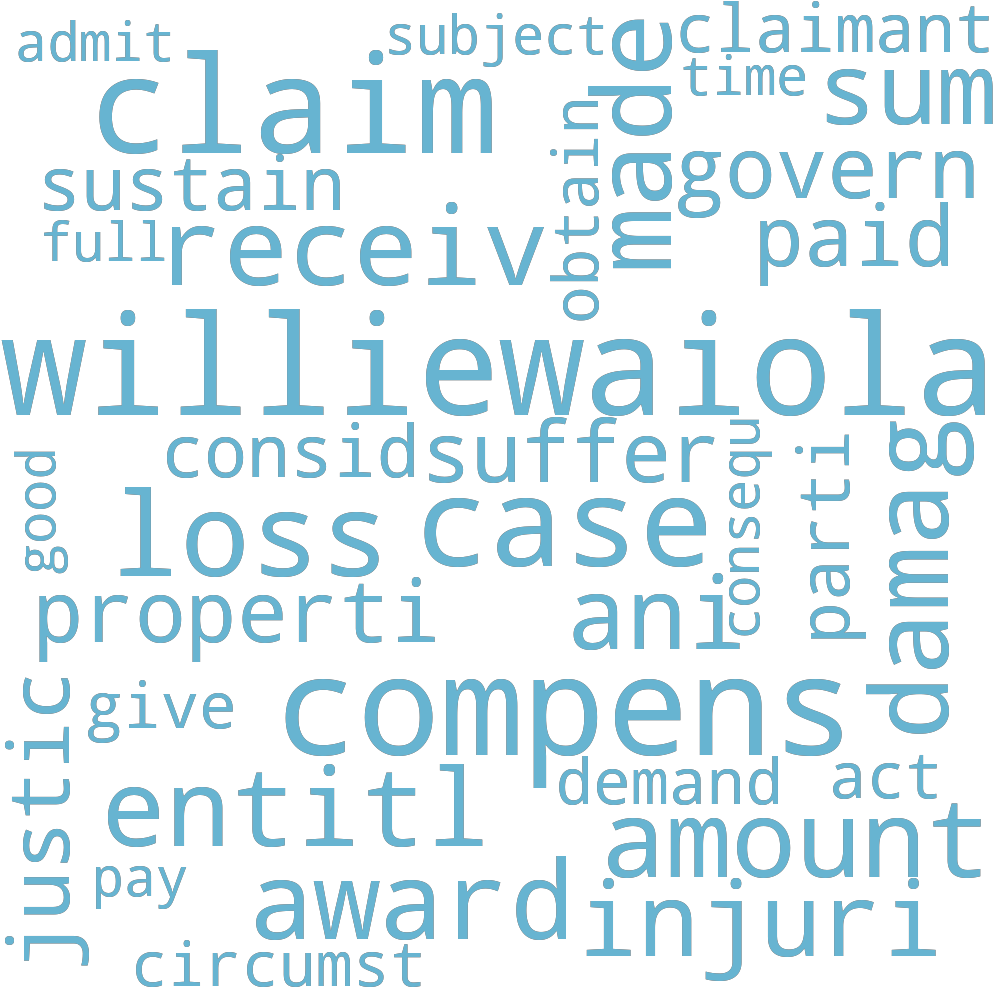 admit
subject
made
claimant
claim
time
sum
sustain
obtain
govern
full
receiv
paid
williewaiola
consid
suffer
consequ
parti
damag
good
loss
case
properti
ani
justic
give
compens
entitl
demand
act
amount
pay
award
injuri
circumst